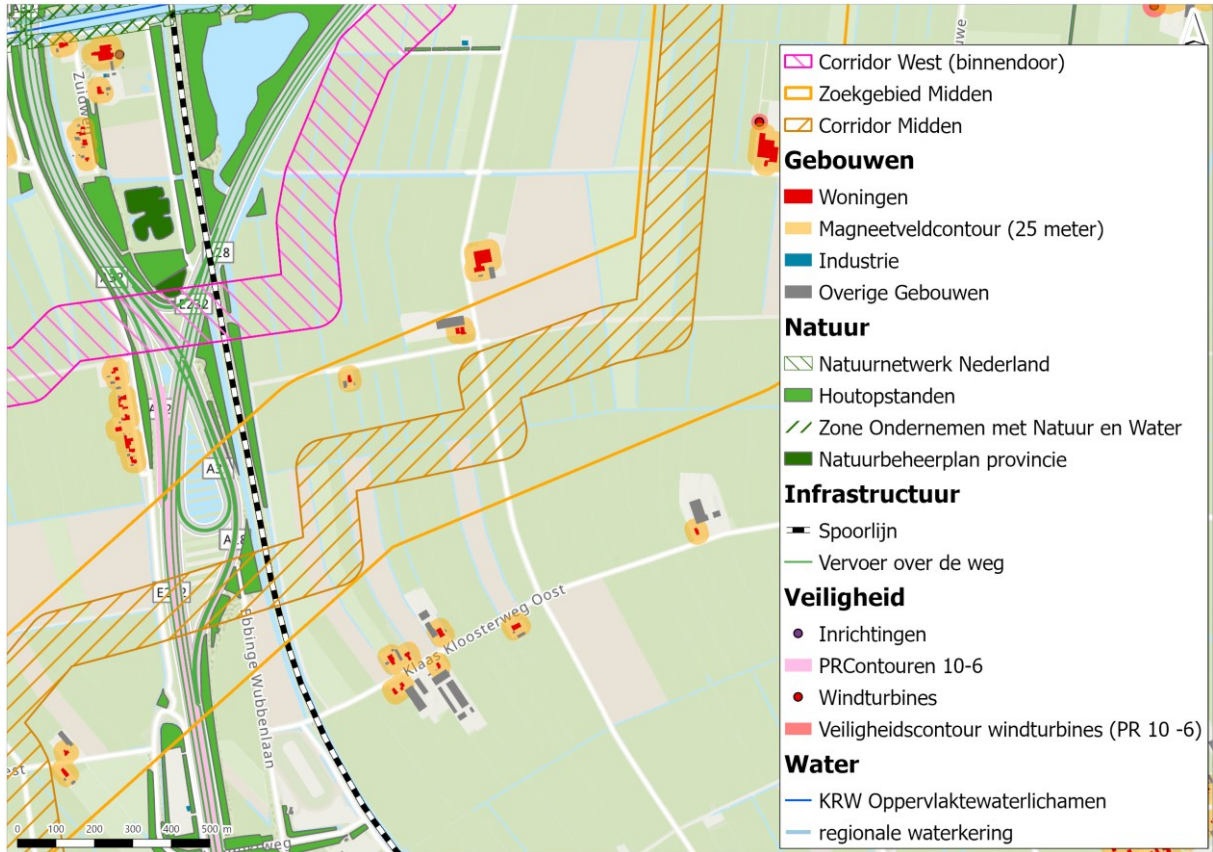 Corridor West (binnendoor)
Zoekgebied Midden
Corridor Midden
Gebouwen
Woningen
Magneetveldcontour (25 meter)
Industrie
Overige Gebouwen
Natuur
Natuurnetwerk Nederland
Houtopstanden
Zone Ondernemen met Natuur en Water
Natuurbeheerplan provincie
Infrastructuur
Spoorlijn
Vervoer over de weg
Veiligheid
Inrichtingen
PRContouren 10-6
Windturbines
Veiligheidscontour windturbines (PR 10 -6)
Water
KRW Oppervlaktewaterlichamen
regionale waterkering
Klaas Kloosterweg Oost
Ebbinge Wubbenlaan
0 100 200 300 400 500 m